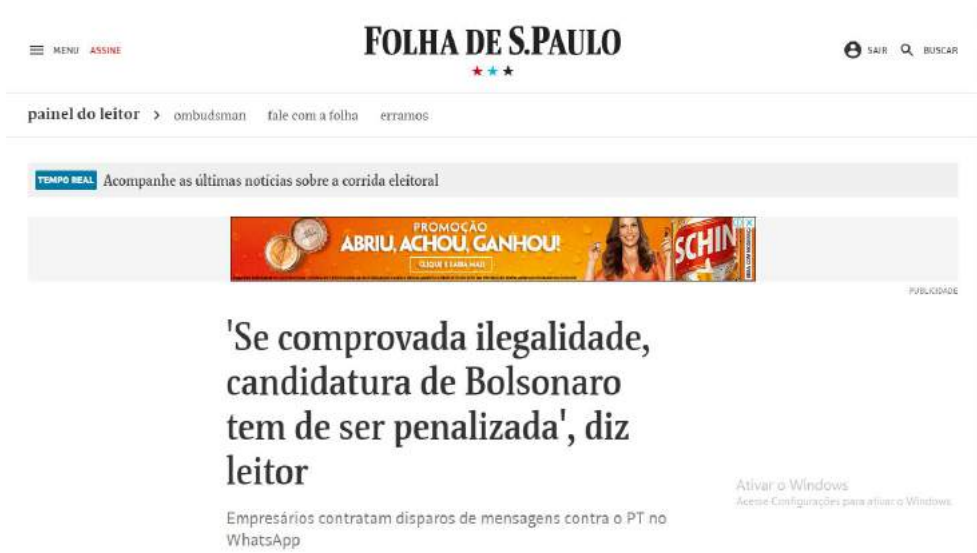 MENU ASSINE FOLHA DE S.PAULO SAIR BUSCAR
painel do leitor > ombudsman fale com a folha erramos
TEMPO REAL Acompanhe as últimas notícias sobre a corrida eleitoral
PROMOÇÃO
ABRIU, ACHOU, GANHOU!
CLIQUE E SAIBA MAIS
SCHIN
PUBLICIDADE
'Se comprovada ilegalidade,
candidatura de Bolsonaro
tem de ser penalizada', diz
leitor
Ativar o Windows
Acesse Configurações para ativar o Windows.
Empresários contratam disparos de mensagens contra o PT no
WhatsApp